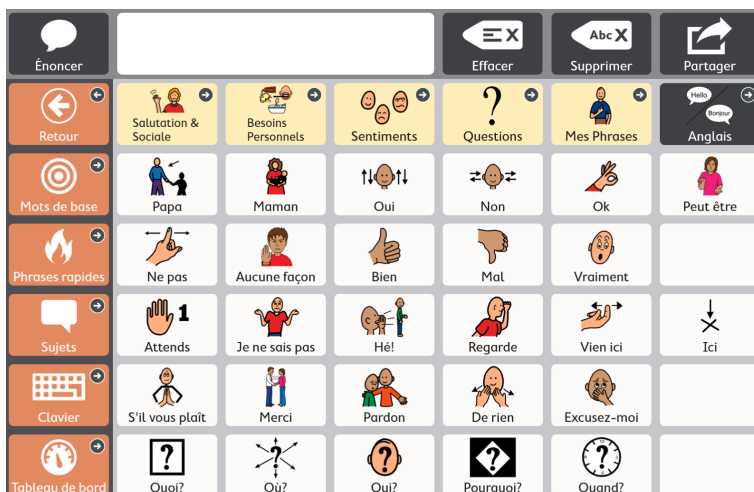 Énoncer
Effacer
Abc X
Supprimer
Partager
Retour
Salutation &
Sociale
Besoins
Personnels
Sentiments
?
Questions
Mes Phrases
Hello
Bonjour
Anglais
Mots de base
Papa
Maman
Oui
Non
Ok
Peut être
Phrases rapides
Ne pas
Aucune façon
Bien
Mal
Vraiment
Sujets
1
Attends
Je ne sais pas
Hé!
Regarde
Vien ici
Ici
Clavier
S'il vous plaît
Merci
Pardon
De rien
Excusez-moi
Tableau de bord
?
Quoi?
?
Où?
?
Qui?
?
Pourquoi?
?
Quand?